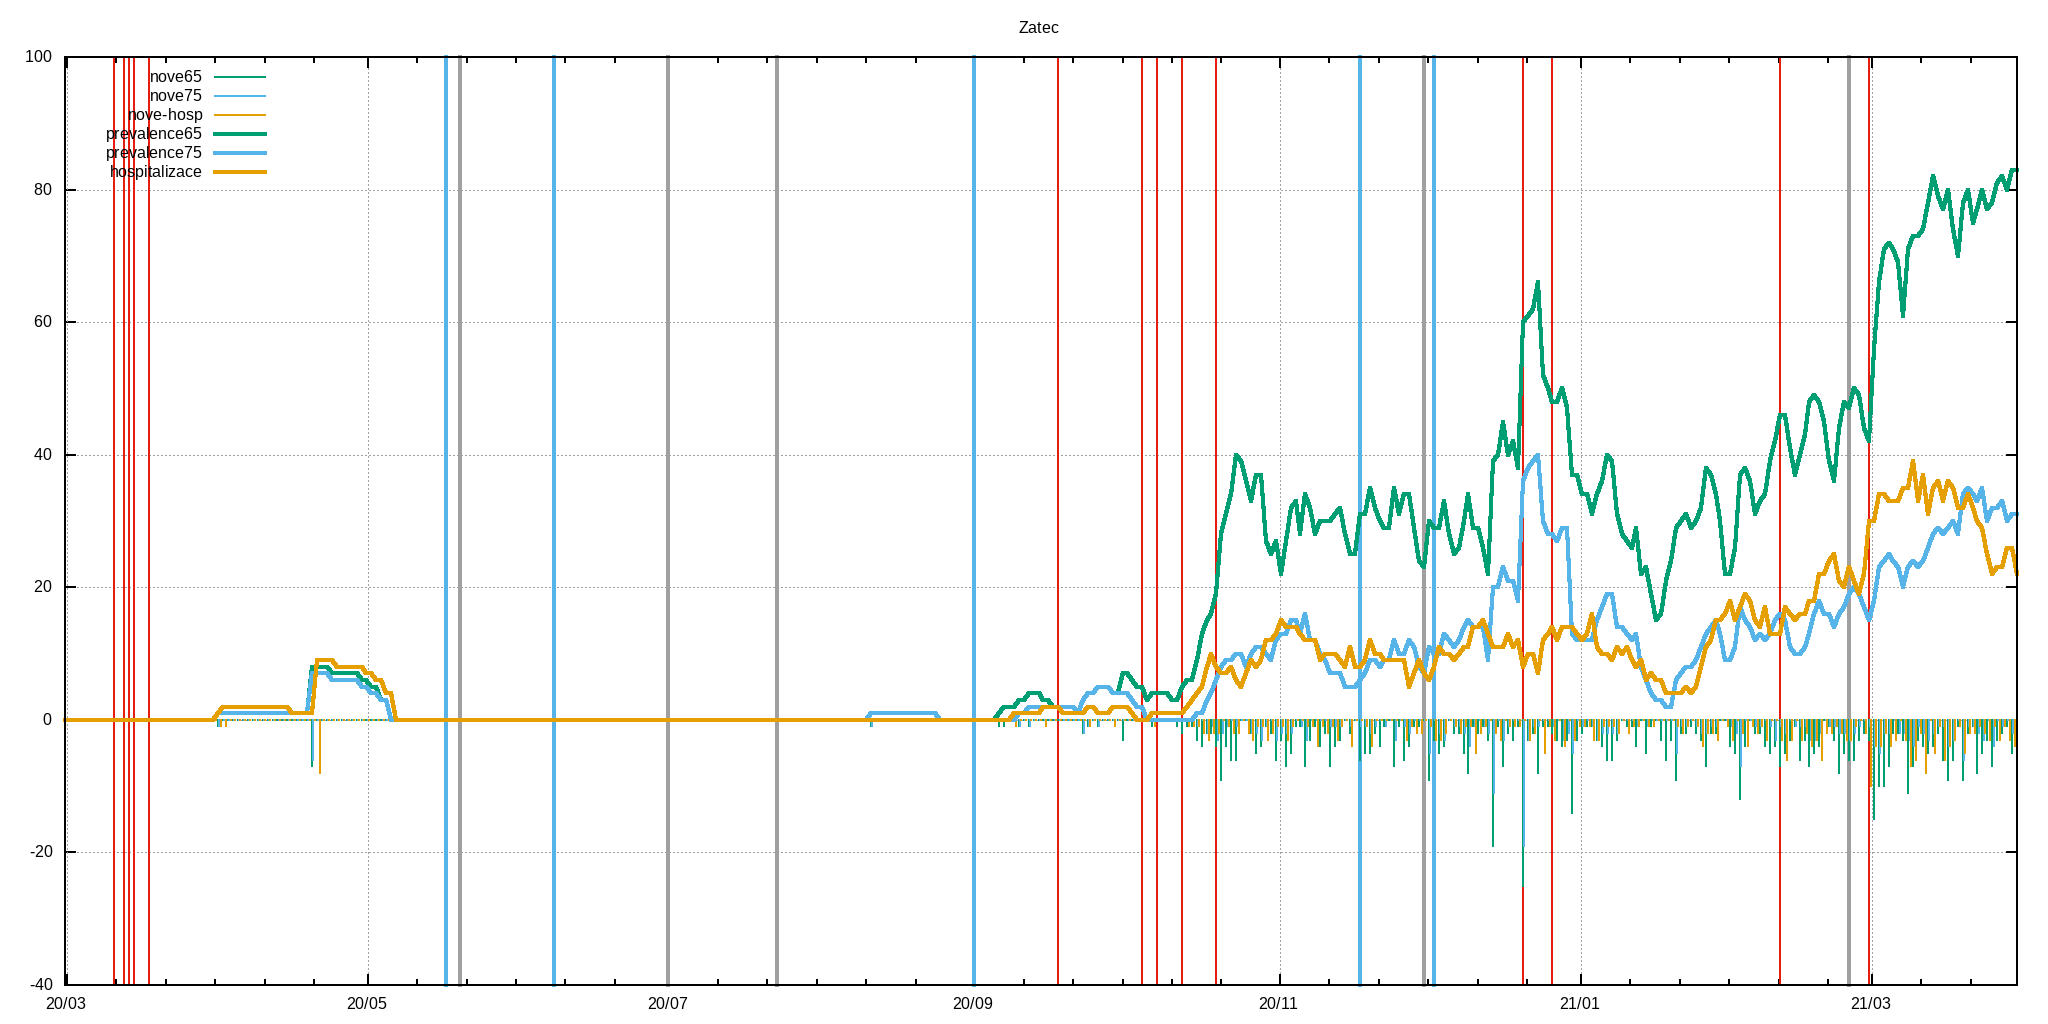 Zatec
100
nove65
nove75
nove-hosp
prevalence65
prevalence75
hospitalizace
80
60
40
20
0
-20
-40
20/03 20/05 20/07 20/09 20/11 21/01 21/03